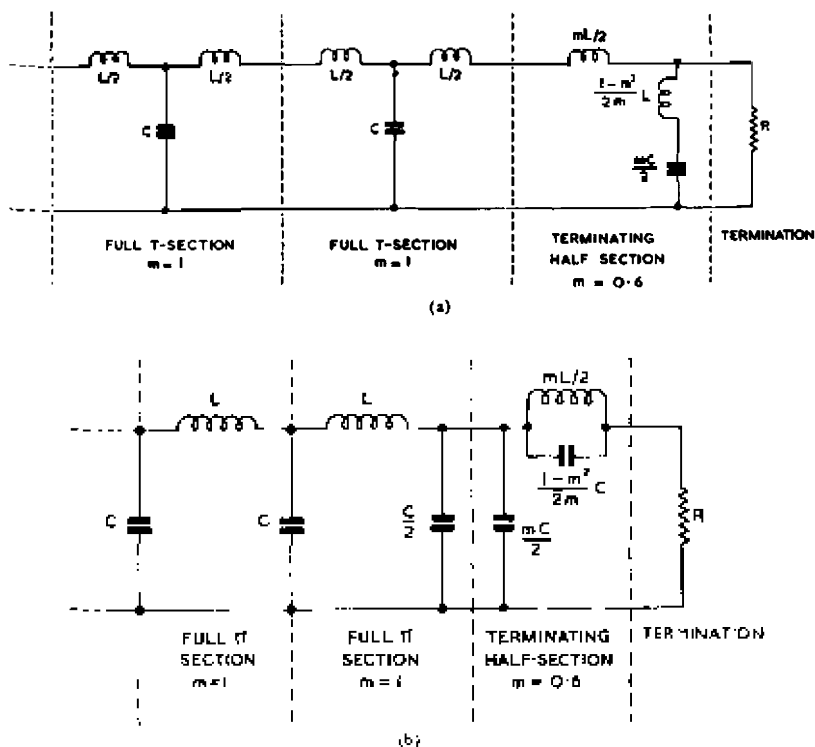 mL/2
L/2 L/2 L/2 L/2
1-m²/2m L
C C mC/2 R
FULL T-SECTION
m=1
FULL T-SECTION
m=1
TERMINATING
HALF SECTION
m = 0·6
TERMINATION
(a)
mL/2
L L
1-m²/2m C
C C C/2 mC/2 R
FULL π
SECTION
m=1
FULL π
SECTION
m=1
TERMINATING
HALF-SECTION
m = 0·6
TERMINATION
(b)